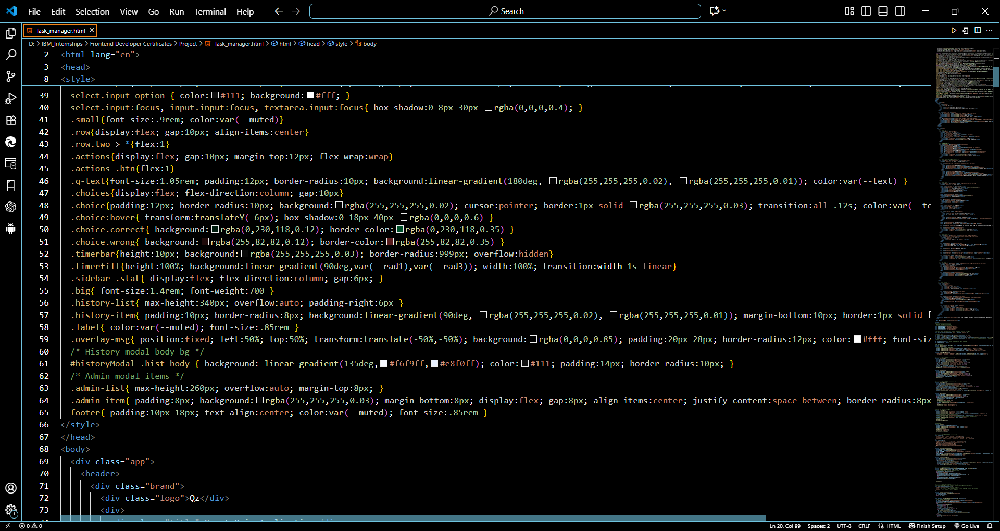 File Edit Selection View Go Run Terminal Help Search
Task_manager.html
D: > IBM_Internships > Frontend Developer Certificates > Project > Task_manager.html > html > head > style > body
2 <html lang="en">
3 <head>
8 <style>
39 select.input option { color:#111; background:#fff; }
40 select.input:focus, input.input:focus, textarea.input:focus{ box-shadow:0 8px 30px rgba(0,0,0,0.4); }
41 .small{font-size:.9rem; color:var(--muted)}
42 .row{display:flex; gap:10px; align-items:center}
43 .row.two > *{flex:1}
44 .actions{display:flex; gap:10px; margin-top:12px; flex-wrap:wrap}
45 .actions .btn{flex:1}
46 .q-text{font-size:1.05rem; padding:12px; border-radius:10px; background:linear-gradient(180deg, rgba(255,255,255,0.02), rgba(255,255,255,0.01)); color:var(--text) }
47 .choices{display:flex; flex-direction:column; gap:10px}
48 .choice{padding:12px; border-radius:10px; background:rgba(255,255,255,0.02); cursor:pointer; border:1px solid rgba(255,255,255,0.03); transition:all .12s; color:var(--te
49 .choice:hover{ transform:translateY(-6px); box-shadow:0 18px 40px rgba(0,0,0,0.6) }
50 .choice.correct{ background:rgba(0,230,118,0.12); border-color:rgba(0,230,118,0.35) }
51 .choice.wrong{ background:rgba(255,82,82,0.12); border-color:rgba(255,82,82,0.35) }
52 .timerbar{height:10px; background:rgba(255,255,255,0.03); border-radius:999px; overflow:hidden}
53 .timerfill{height:100%; background:linear-gradient(90deg,var(--rad1),var(--rad3)); width:100%; transition:width 1s linear}
54 .sidebar .stat{ display:flex; flex-direction:column; gap:6px; }
55 .big{ font-size:1.4rem; font-weight:700 }
56 .history-list{ max-height:340px; overflow:auto; padding-right:6px }
57 .history-item{ padding:10px; border-radius:8px; background:linear-gradient(90deg, rgba(255,255,255,0.02), rgba(255,255,255,0.01)); margin-bottom:10px; border:1px solid
58 .label{ color:var(--muted); font-size:.85rem }
59 .overlay-msg{ position:fixed; left:50%; top:50%; transform:translate(-50%,-50%); background:rgba(0,0,0,0.85); padding:20px 28px; border-radius:12px; color:#fff; font-siz
60 /* History modal body bg */
61 #historyModal .hist-body { background: linear-gradient(135deg,#f6f9ff,#e8f0ff); color:#111; padding:14px; border-radius:10px; }
62 /* Admin modal items */
63 .admin-list{ max-height:260px; overflow:auto; margin-top:8px; }
64 .admin-item{ padding:8px; background:rgba(255,255,255,0.03); margin-bottom:8px; display:flex; gap:8px; align-items:center; justify-content:space-between; border-radius:8px
65 footer{ padding:10px 18px; text-align:center; color:var(--muted); font-size:.85rem }
66 </style>
67 </head>
68 <body>
69 <div class="app">
70 <header>
71 <div class="brand">
72 <div class="logo">Qz</div>
73 <div>
0 0 Ln 20, Col 99 Spaces: 2 UTF-8 CRLF HTML Finish Setup Go Live